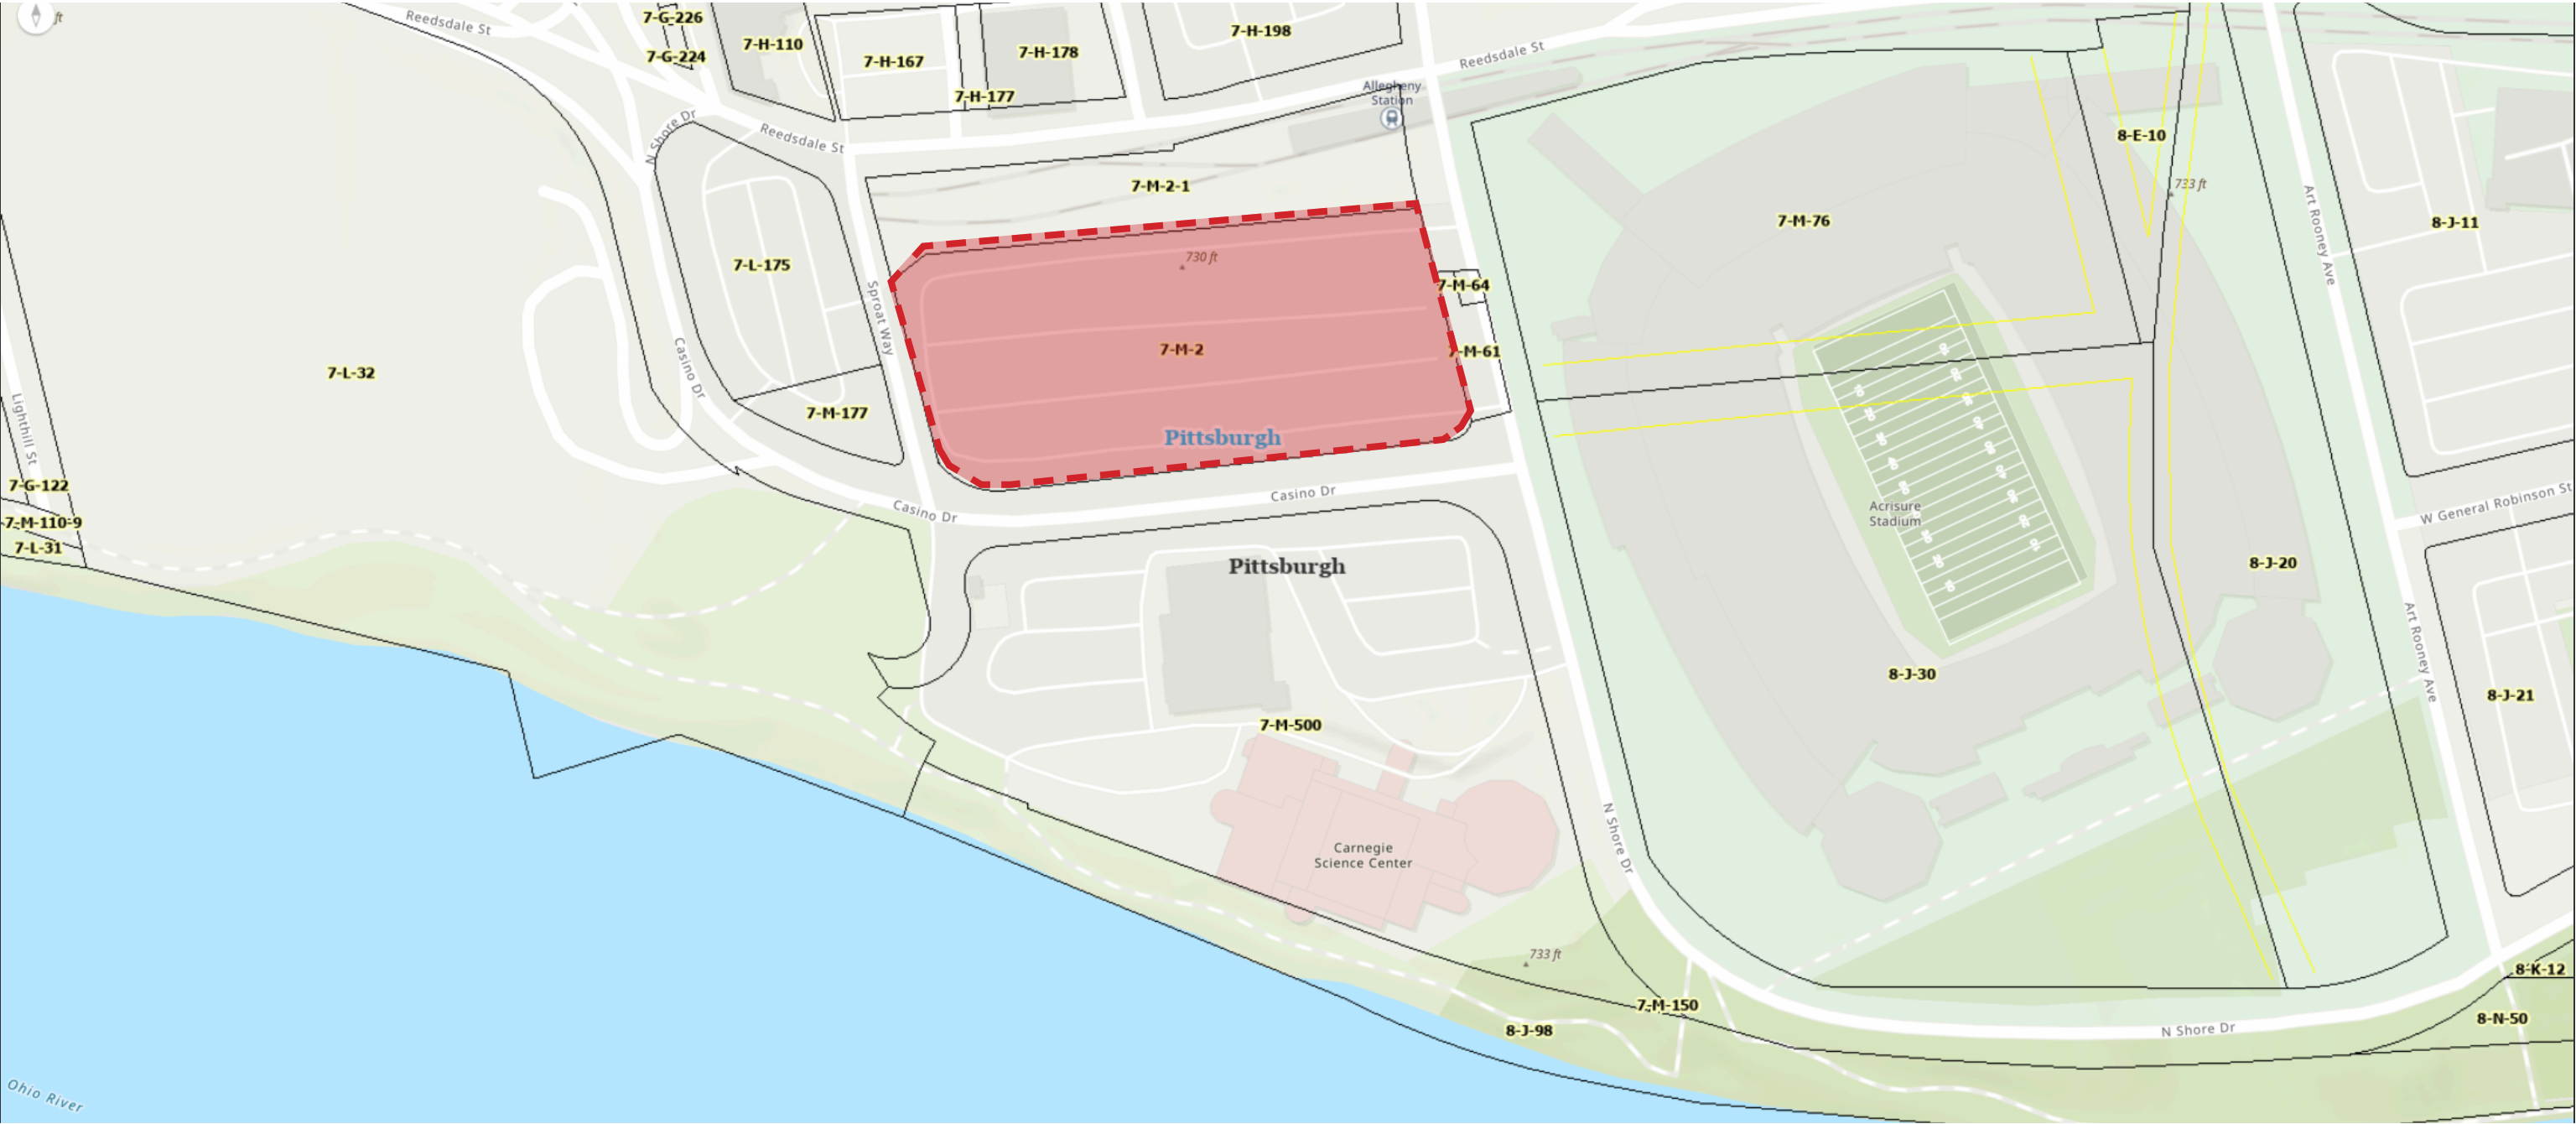 ft
Reedsdale St
7-G-226
7-G-224
7-H-110
7-H-167
7-H-177
7-H-178
7-H-198
Reedsdale St
Allegheny
Station
N Shore Dr
Reedsdale St
8-E-10
733 ft
7-M-2-1
7-M-76
Art Rooney Ave
8-J-11
7-L-175
730 ft
7-M-64
Sproat Way
7-M-2
7-M-61
7-L-32
Casino Dr
7-M-177
Lighthill St
Pittsburgh
7-G-122
Casino Dr
Casino Dr
W General Robinson St
Acrisure
Stadium
7-M-110-9
7-L-31
Pittsburgh
8-J-20
Art Rooney Ave
8-J-30
8-J-21
7-M-500
N Shore Dr
Carnegie
Science Center
733 ft
8-K-12
7-M-150
8-J-98
8-N-50
N Shore Dr
Ohio River